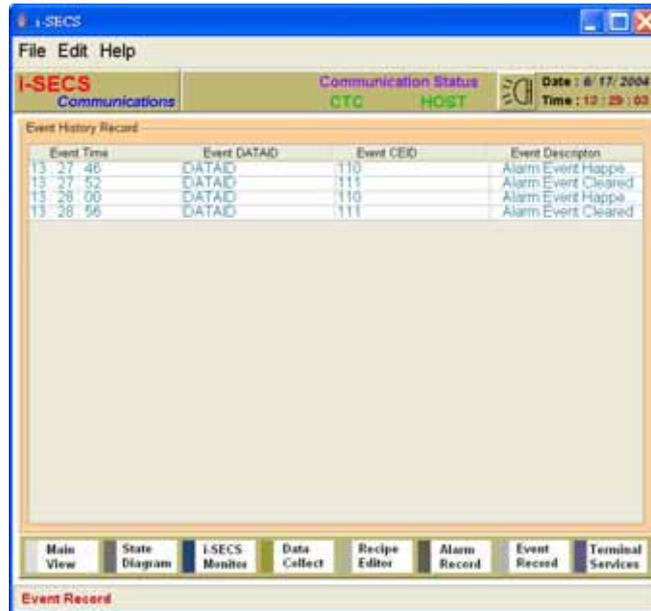 i-SECS
File Edit Help
i-SECS
Communications
Communication Status
CTC HOST
Date : 6/ 17/ 2004
Time : 13 : 29 : 03
Event History Record
Event Time Event DATAID Event CEID Event Descripton
13 27 46 DATAID 110 Alarm Event Happe...
13 27 52 DATAID 111 Alarm Event Cleared
13 28 00 DATAID 110 Alarm Event Happe...
13 28 56 DATAID 111 Alarm Event Cleared
Main View
State Diagram
i-SECS Monitor
Data Collect
Recipe Editor
Alarm Record
Event Record
Terminal Services
Event Record